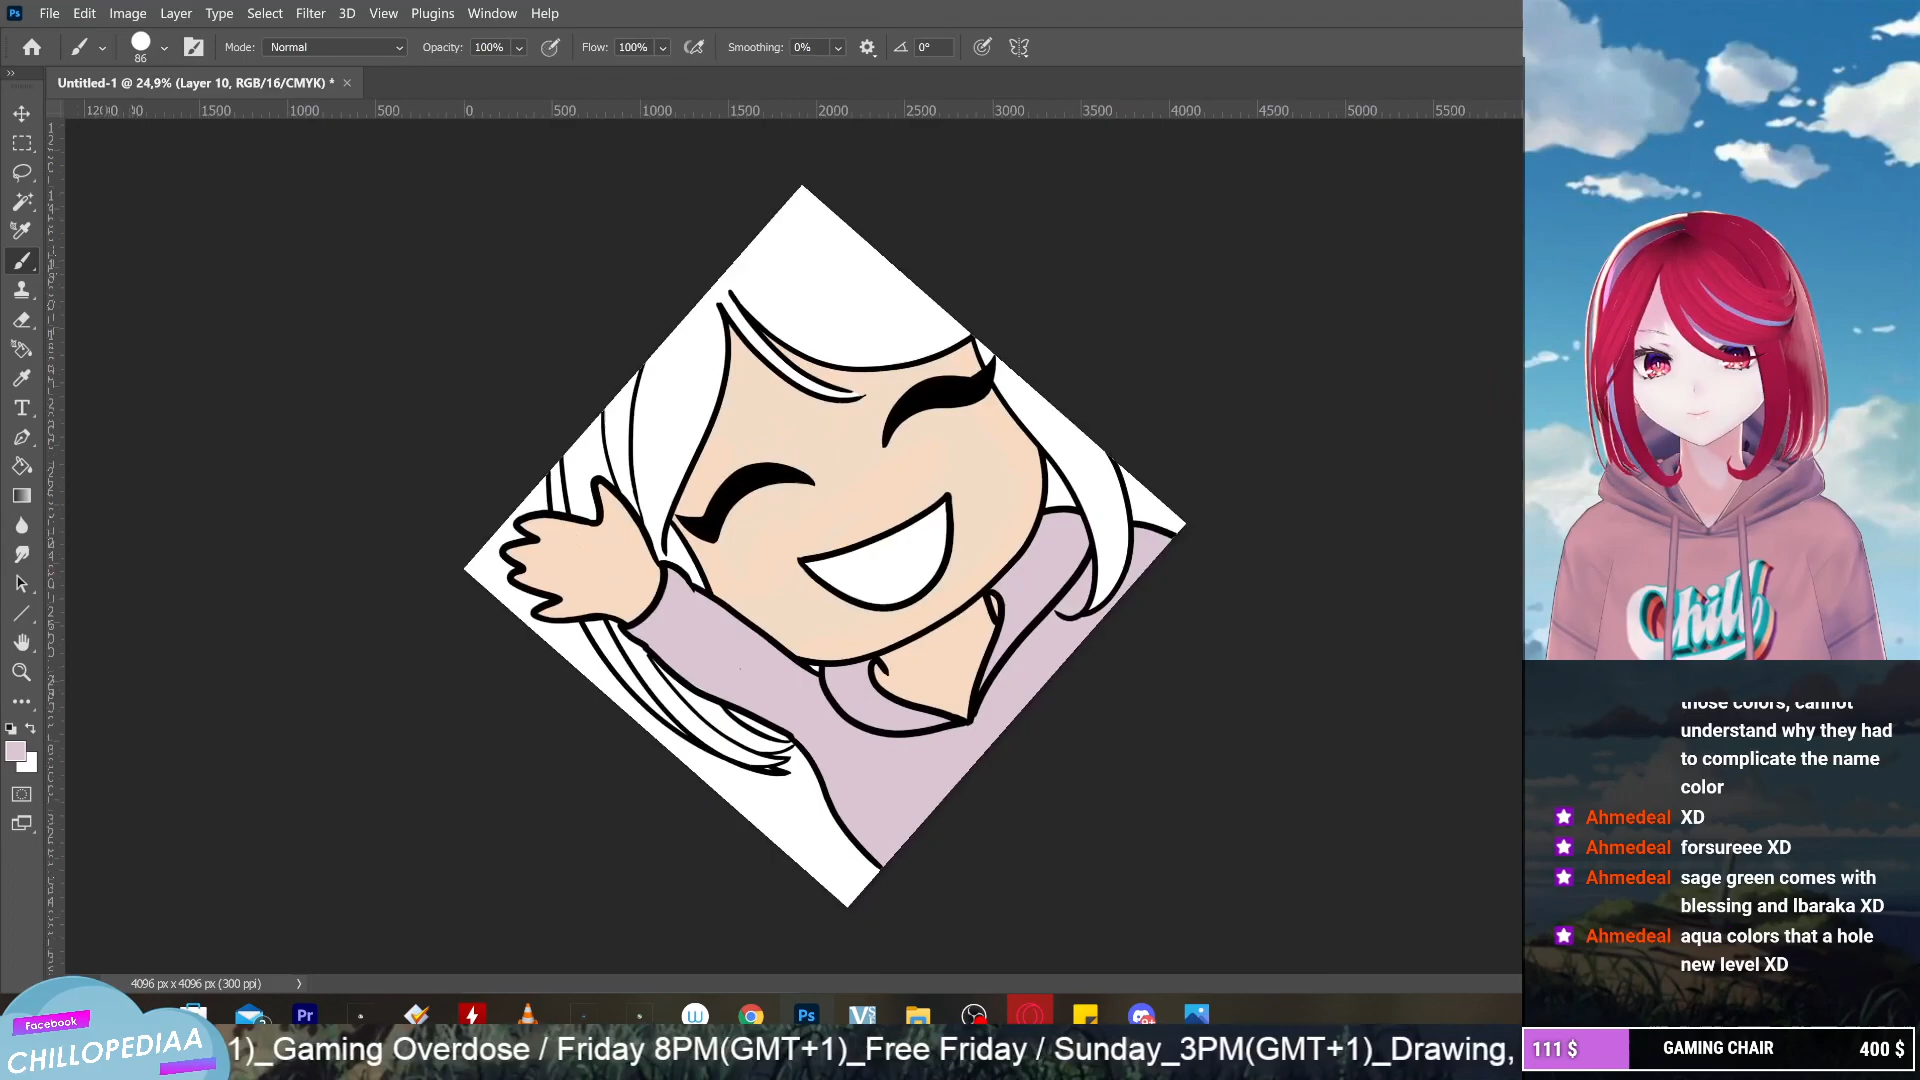 File Edit Image Layer Type Select Filter 3D View Plugins Window Help
86 Mode: Normal Opacity: 100% Flow: 100% Smoothing: 0% 0°
Untitled-1 @ 24,9% (Layer 10, RGB/16/CMYK) *
1500 1000 500 0 500 1000 1500 2000 2500 3000 3500 4000 4500 5000 5500
4096 px x 4096 px (300 ppi)
Chill
those colors, cannot
understand why they had
to complicate the name
color
Ahmedeal XD
Ahmedeal forsureee XD
Ahmedeal sage green comes with
blessing and lbaraka XD
Ahmedeal aqua colors that a hole
new level XD
Facebook
CHILLOPEDIAA
1)_Gaming Overdose / Friday 8PM(GMT+1)_Free Friday / Sunday_3PM(GMT+1)_Drawing,
111 $ GAMING CHAIR 400 $